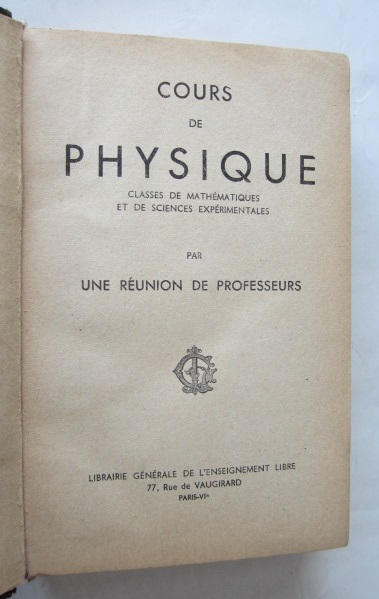 COURS
DE
PHYSIQUE
CLASSES DE MATHÉMATIQUES
ET DE SCIENCES EXPÉRIMENTALES
PAR
UNE RÉUNION DE PROFESSEURS
LIBRAIRIE GÉNÉRALE DE L'ENSEIGNEMENT LIBRE
77, Rue de VAUGIRARD
PARIS-VIe